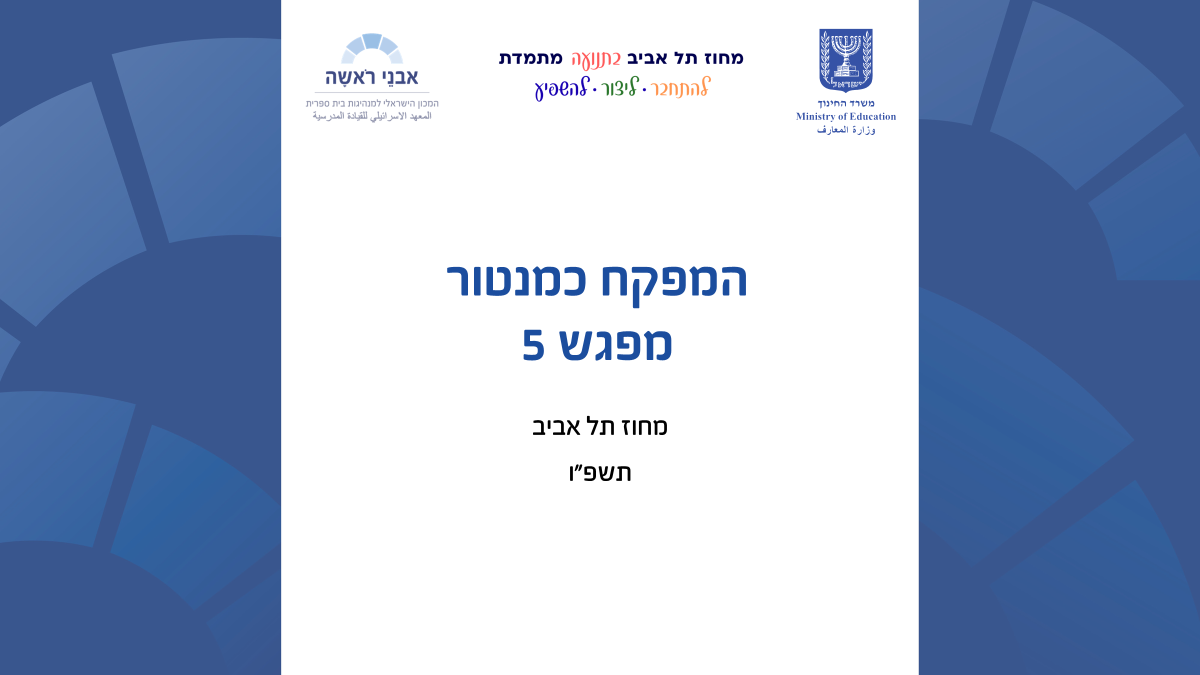 משרד החינוך
Ministry of Education
وزارة المعارف
מחוז תל אביב בתנועה מתמדת
להתחבר · ליצור · להשפיע
אבני ראשה
המכון הישראלי למנהיגות בית ספרית
المعهد الاسرائيلي للقيادة المدرسية
המפקח כמנטור
מפגש 5
מחוז תל אביב
תשפ"ו